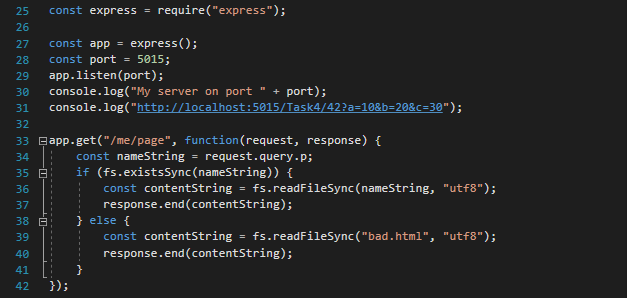 25 const express = require("express");
26
27 const app = express();
28 const port = 5015;
29 app.listen(port);
30 console.log("My server on port " + port);
31 console.log("http://localhost:5015/Task4/42?a=10&b=20&c=30");
32
33 app.get("/me/page", function(request, response) {
34     const nameString = request.query.p;
35     if (fs.existsSync(nameString)) {
36         const contentString = fs.readFileSync(nameString, "utf8");
37         response.end(contentString);
38     } else {
39         const contentString = fs.readFileSync("bad.html", "utf8");
40         response.end(contentString);
41     }
42 });